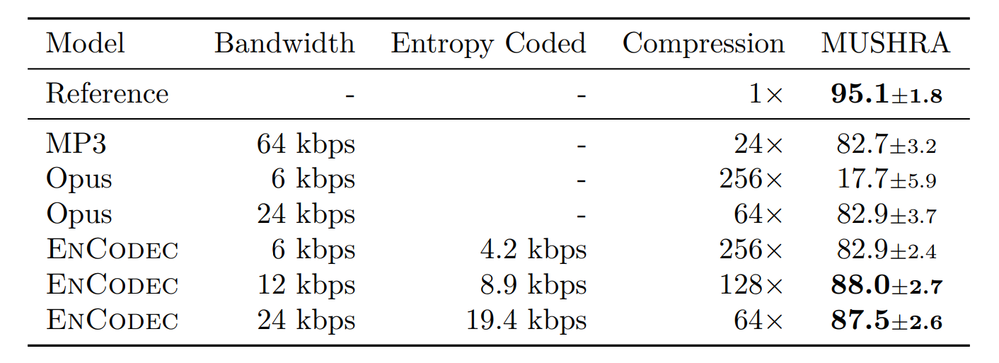 Model Bandwidth Entropy Coded Compression MUSHRA
Reference - - 1× 95.1±1.8
MP3 64 kbps - 24× 82.7±3.2
Opus 6 kbps - 256× 17.7±5.9
Opus 24 kbps - 64× 82.9±3.7
ENCODEC 6 kbps 4.2 kbps 256× 82.9±2.4
ENCODEC 12 kbps 8.9 kbps 128× 88.0±2.7
ENCODEC 24 kbps 19.4 kbps 64× 87.5±2.6